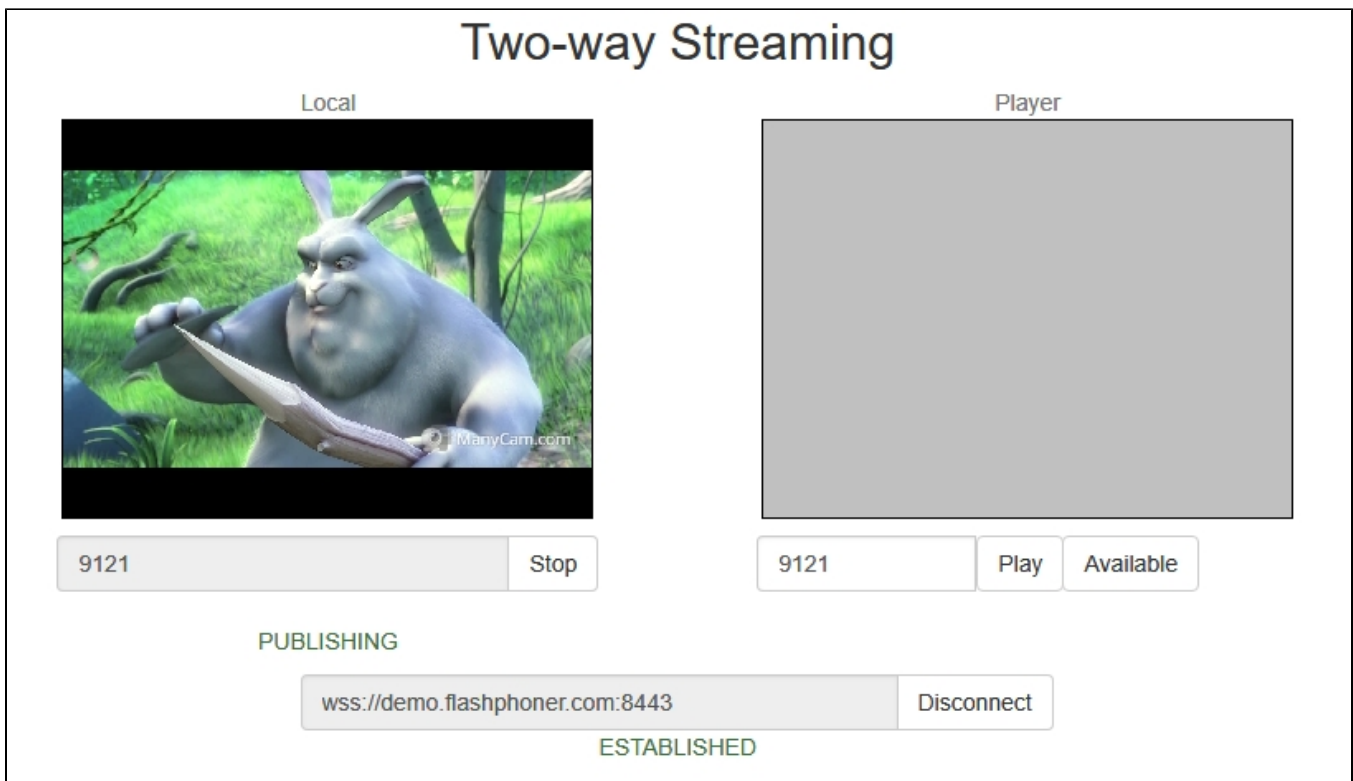 Two-way Streaming
Local
Player
ManyCam.com
9121
Stop
9121
Play
Available
PUBLISHING
wss://demo.flashphoner.com:8443
Disconnect
ESTABLISHED